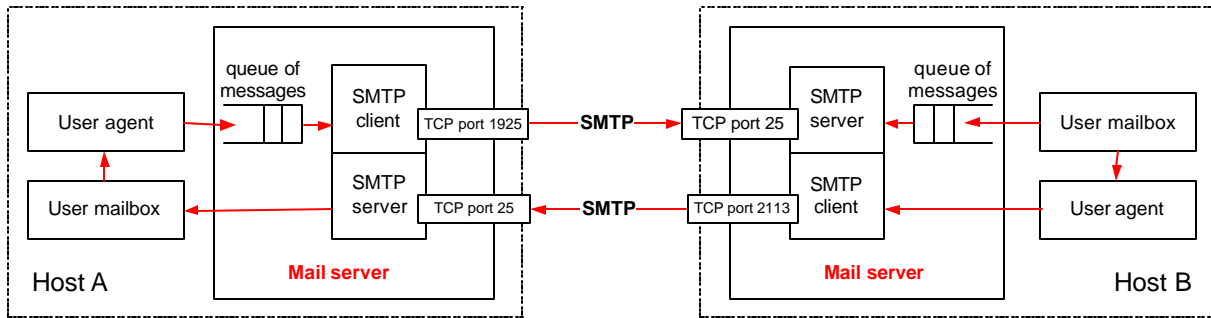 queue of
messages
User agent
SMTP
client
TCP port 1925
SMTP
TCP port 25
SMTP
server
queue of
messages
User mailbox
User mailbox
SMTP
server
TCP port 25
SMTP
TCP port 2113
SMTP
client
User agent
Mail server
Host A
Mail server
Host B